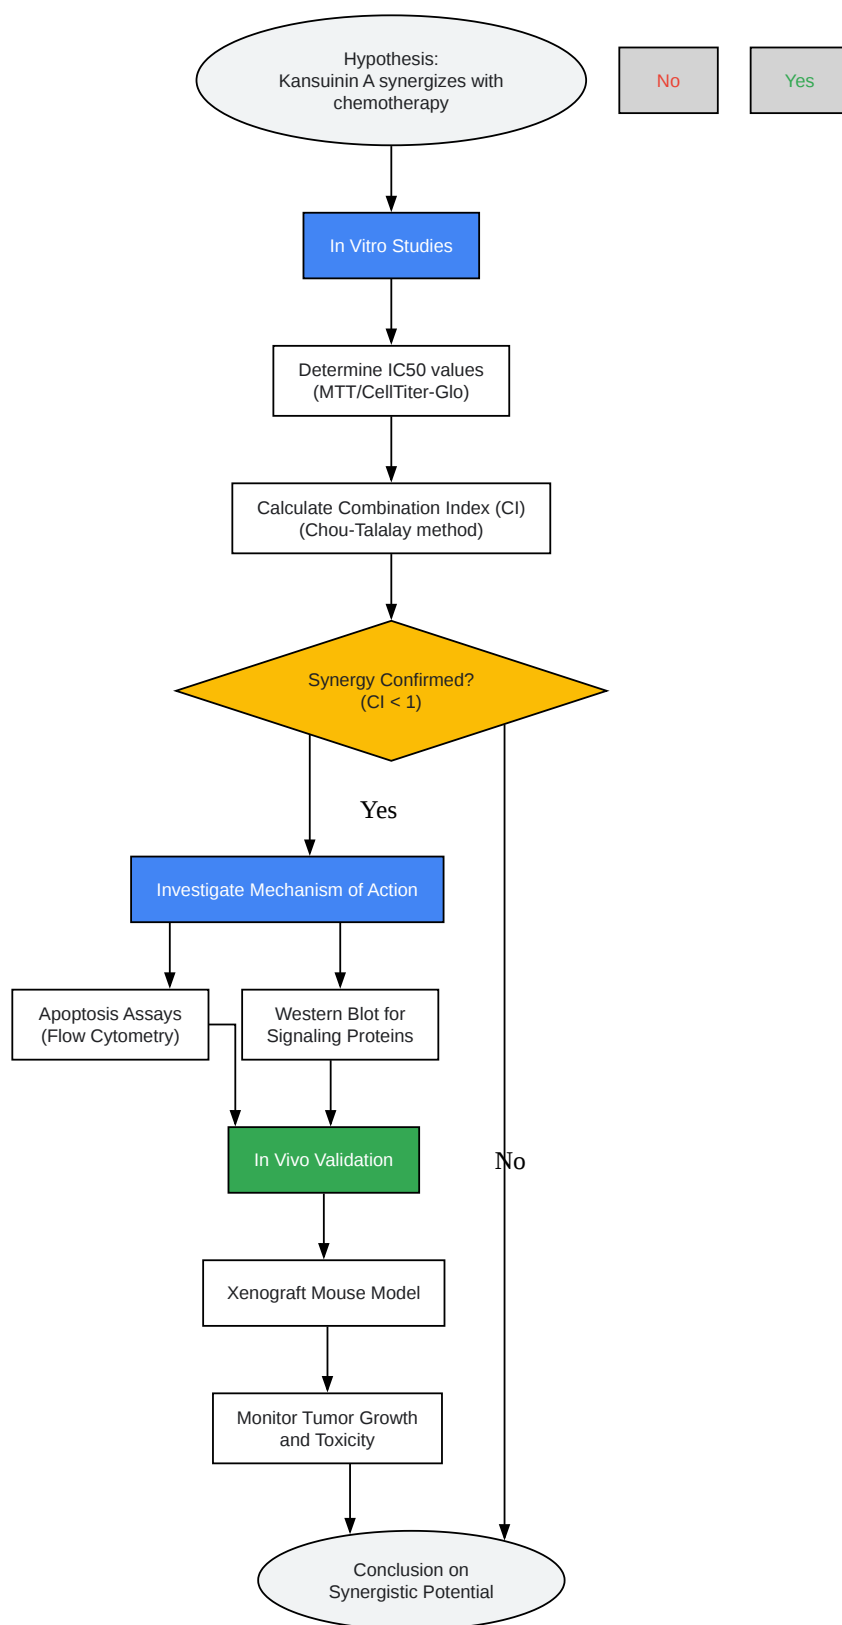 Hypothesis:
Kansuinin A synergizes with
chemotherapy
No
Yes
In Vitro Studies
Determine IC50 values
(MTT/CellTiter-Glo)
Calculate Combination Index (CI)
(Chou-Talalay method)
Synergy Confirmed?
(CI < 1)
Yes
Investigate Mechanism of Action
Apoptosis Assays
(Flow Cytometry)
Western Blot for
Signaling Proteins
In Vivo Validation
No
Xenograft Mouse Model
Monitor Tumor Growth
and Toxicity
Conclusion on
Synergistic Potential